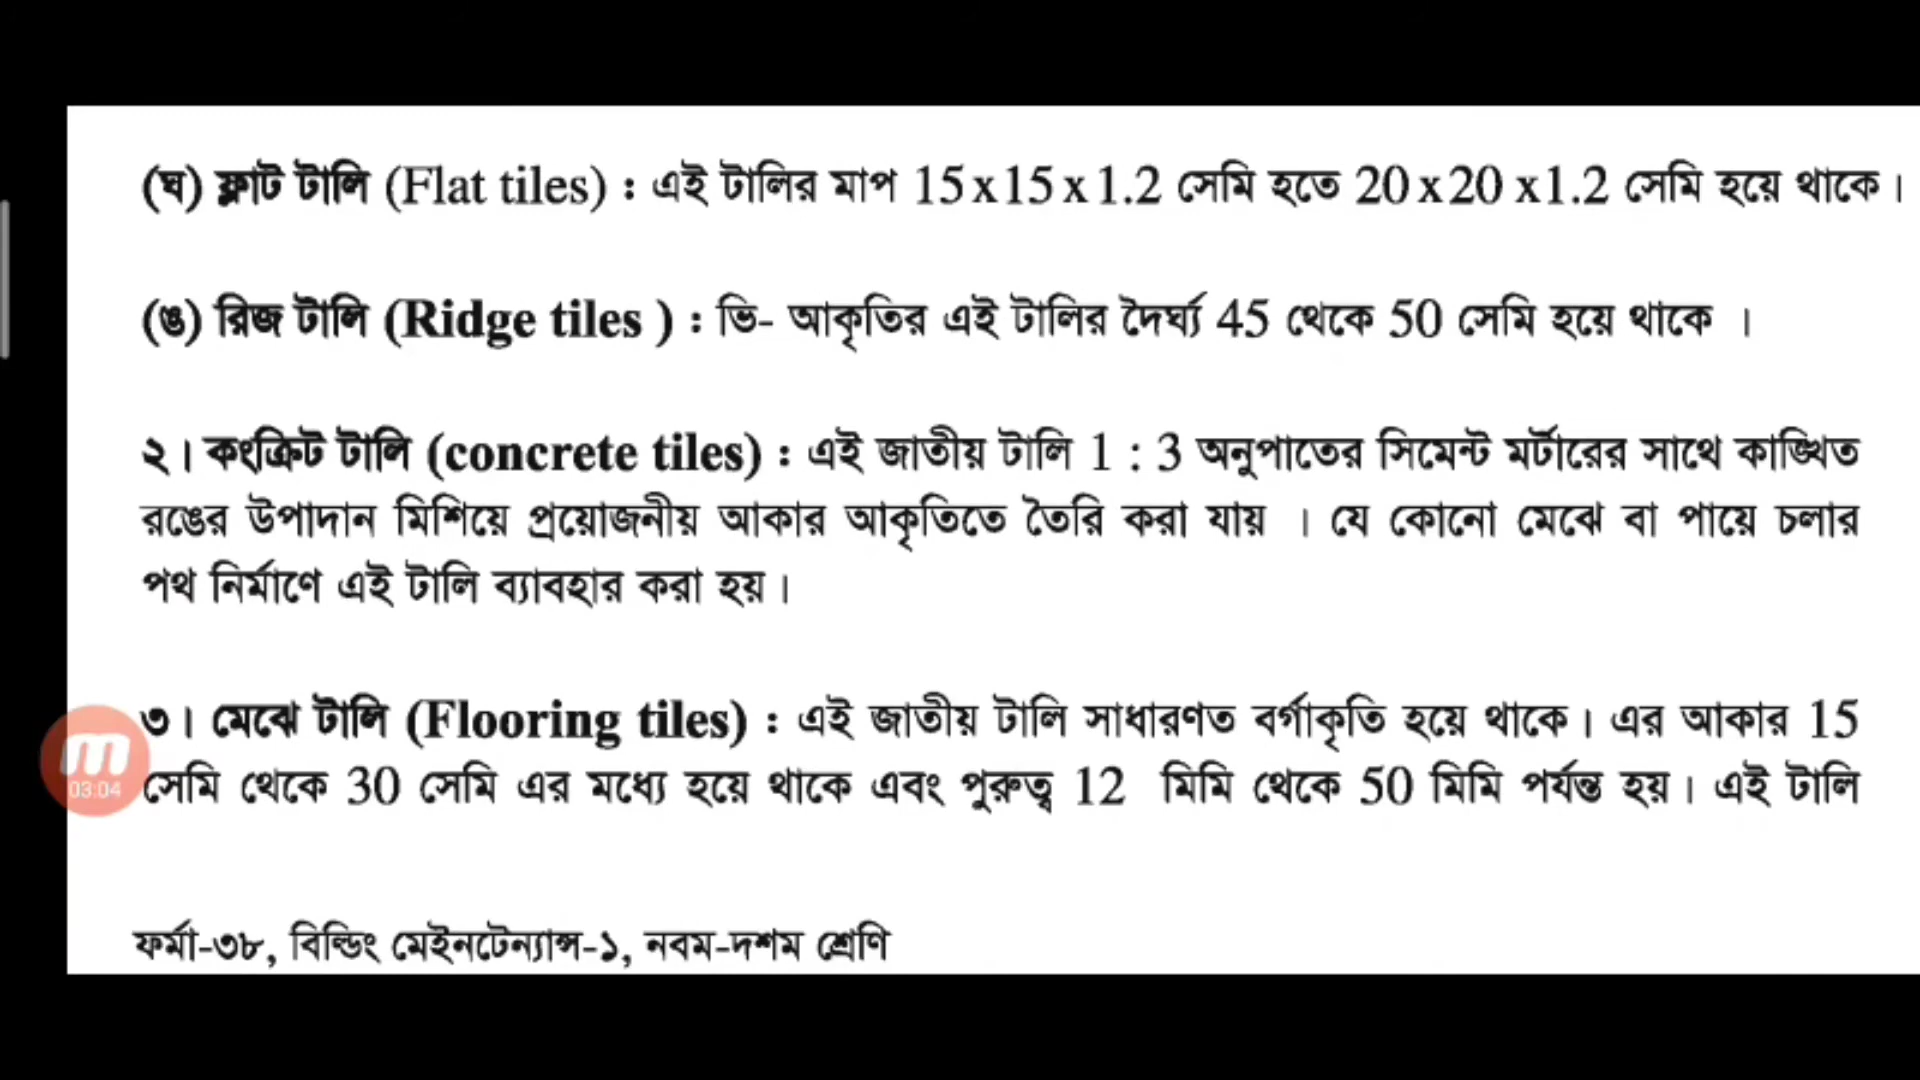 (ঘ) ফ্লাট টালি (Flat tiles) : এই টালির মাপ 15x15x1.2 সেমি হতে 20x20 x1.2 সেমি হয়ে থাকে।
(ঙ) রিজ টালি (Ridge tiles ) : ভি- আকৃতির এই টালির দৈর্ঘ্য 45 থেকে 50 সেমি হয়ে থাকে ।
২। কংক্রিট টালি (concrete tiles) : এই জাতীয় টালি 1 : 3 অনুপাতের সিমেন্ট মর্টারের সাথে কাঙ্খিত
রঙের উপাদান মিশিয়ে প্রয়োজনীয় আকার আকৃতিতে তৈরি করা যায় । যে কোনো মেঝে বা পায়ে চলার
পথ নির্মাণে এই টালি ব্যাবহার করা হয়।
৩। মেঝে টালি (Flooring tiles) : এই জাতীয় টালি সাধারণত বর্গাকৃতি হয়ে থাকে। এর আকার 15
সেমি থেকে 30 সেমি এর মধ্যে হয়ে থাকে এবং পুরুত্ব 12 মিমি থেকে 50 মিমি পর্যন্ত হয়। এই টালি
03:04
ফর্মা-৩৮, বিল্ডিং মেইনটেন্যান্স-১, নবম-দশম শ্রেণি